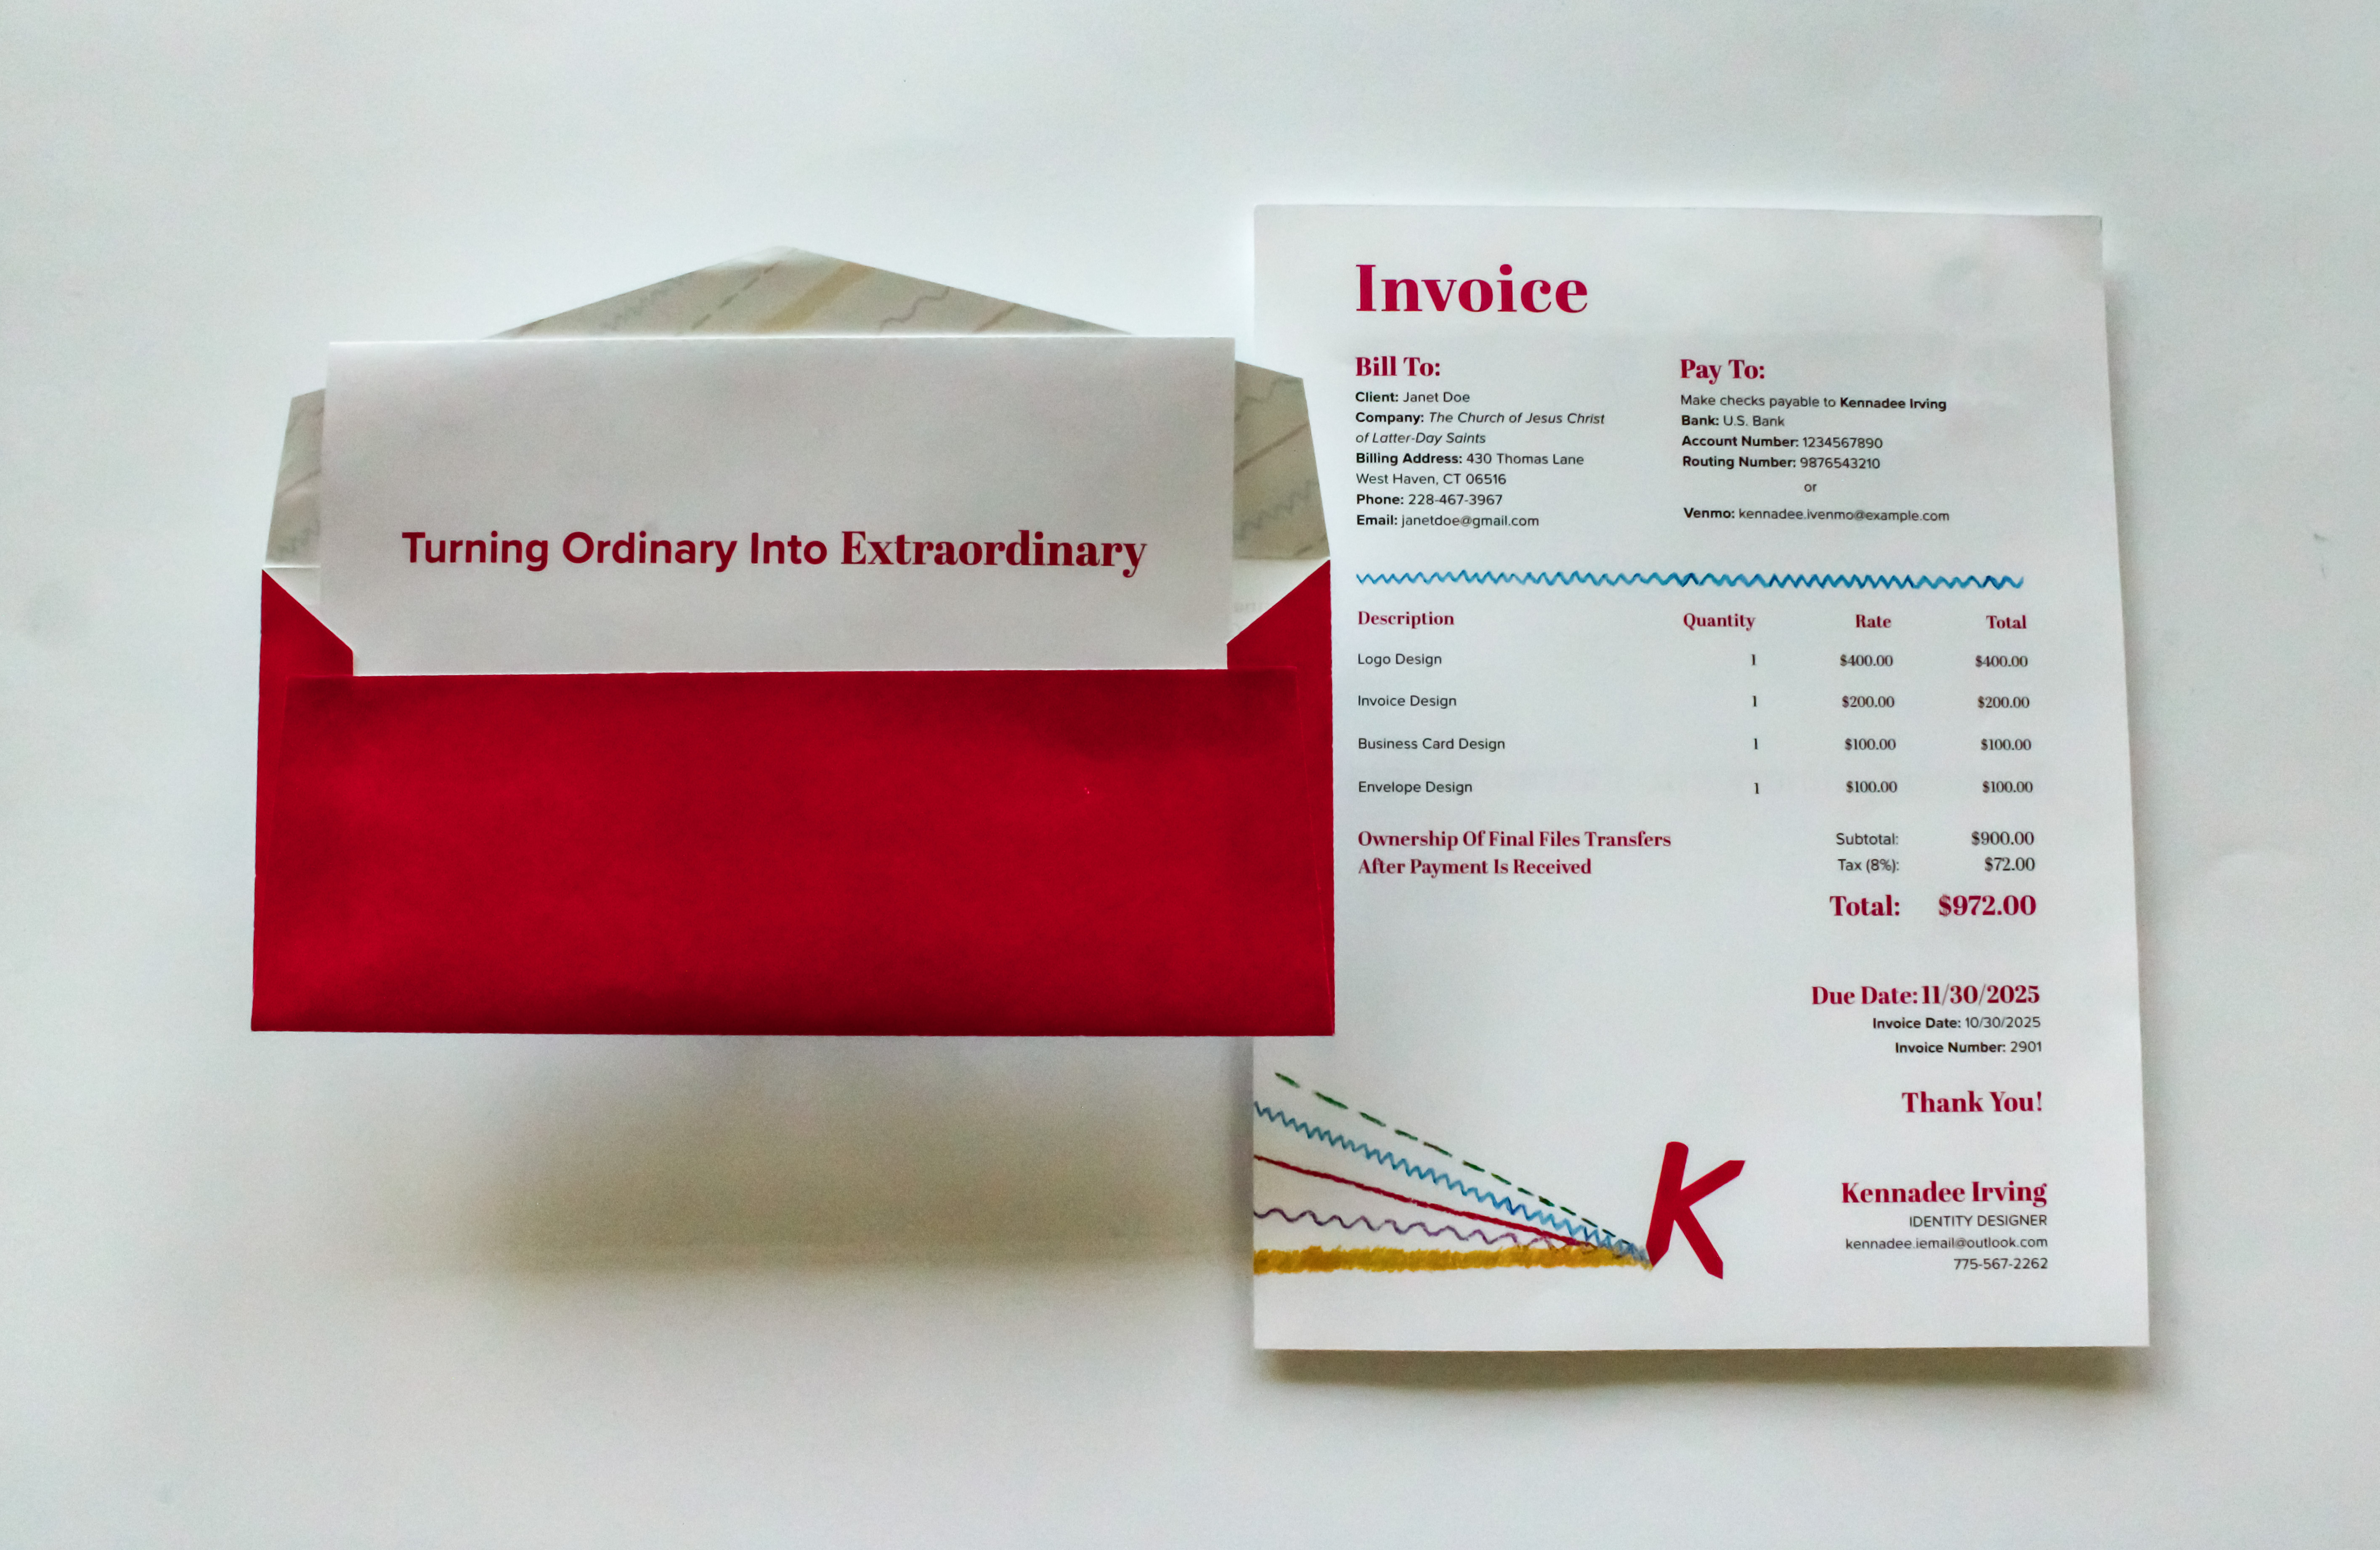 Turning Ordinary Into Extraordinary
Invoice
Bill To:
Client: Janet Doe
Company: The Church of Jesus Christ
of Latter-Day Saints
Billing Address: 430 Thomas Lane
West Haven, CT 06516
Phone: 228-467-3967
Email: janetdoe@gmail.com
Pay To:
Make checks payable to Kennadee Irving
Bank: U.S. Bank
Account Number: 1234567890
Routing Number: 9876543210
or
Venmo: kennadee.ivenmo@example.com
Description Quantity Rate Total
Logo Design 1 $400.00 $400.00
Invoice Design 1 $200.00 $200.00
Business Card Design 1 $100.00 $100.00
Envelope Design 1 $100.00 $100.00
Ownership Of Final Files Transfers
After Payment Is Received
Subtotal: $900.00
Tax (8%): $72.00
Total: $972.00
Due Date: 11/30/2025
Invoice Date: 10/30/2025
Invoice Number: 2901
Thank You!
K
Kennadee Irving
IDENTITY DESIGNER
kennadee.iemail@outlook.com
775-567-2262